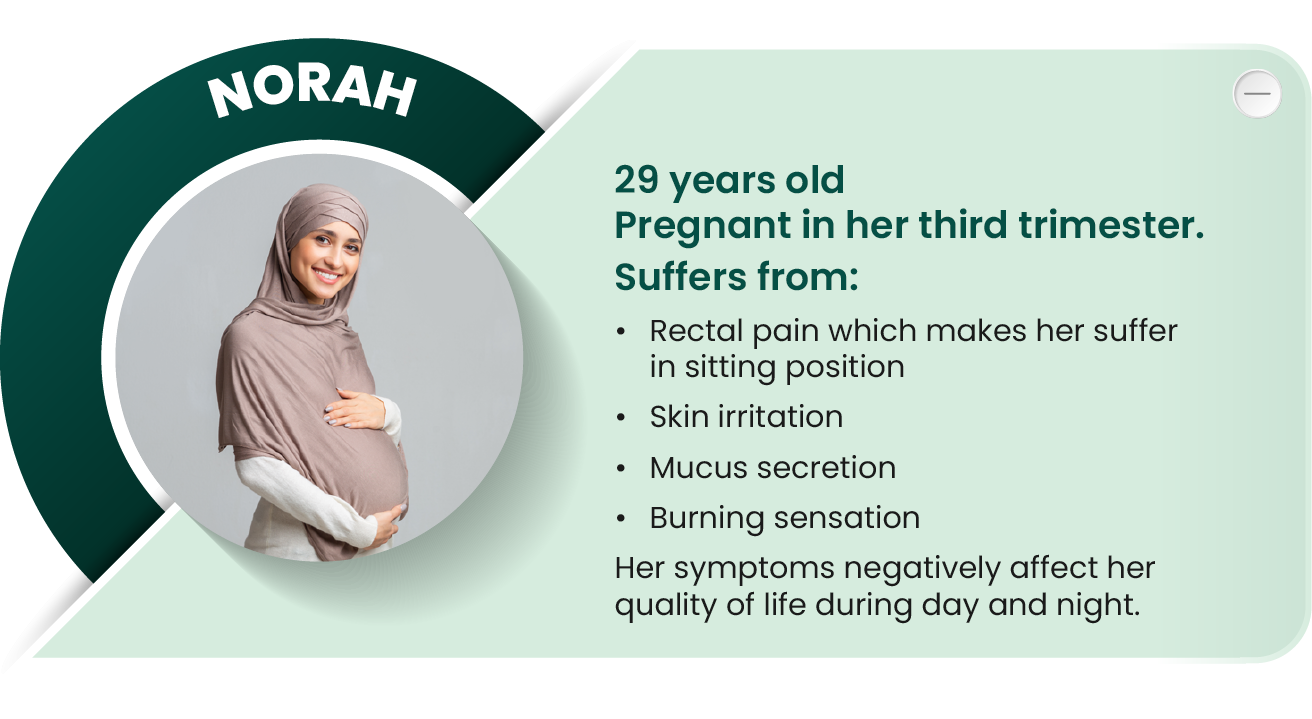 NORAH
29 years old
Pregnant in her third trimester.
Suffers from:
• Rectal pain which makes her suffer
in sitting position
• Skin irritation
• Mucus secretion
• Burning sensation
Her symptoms negatively affect her
quality of life during day and night.